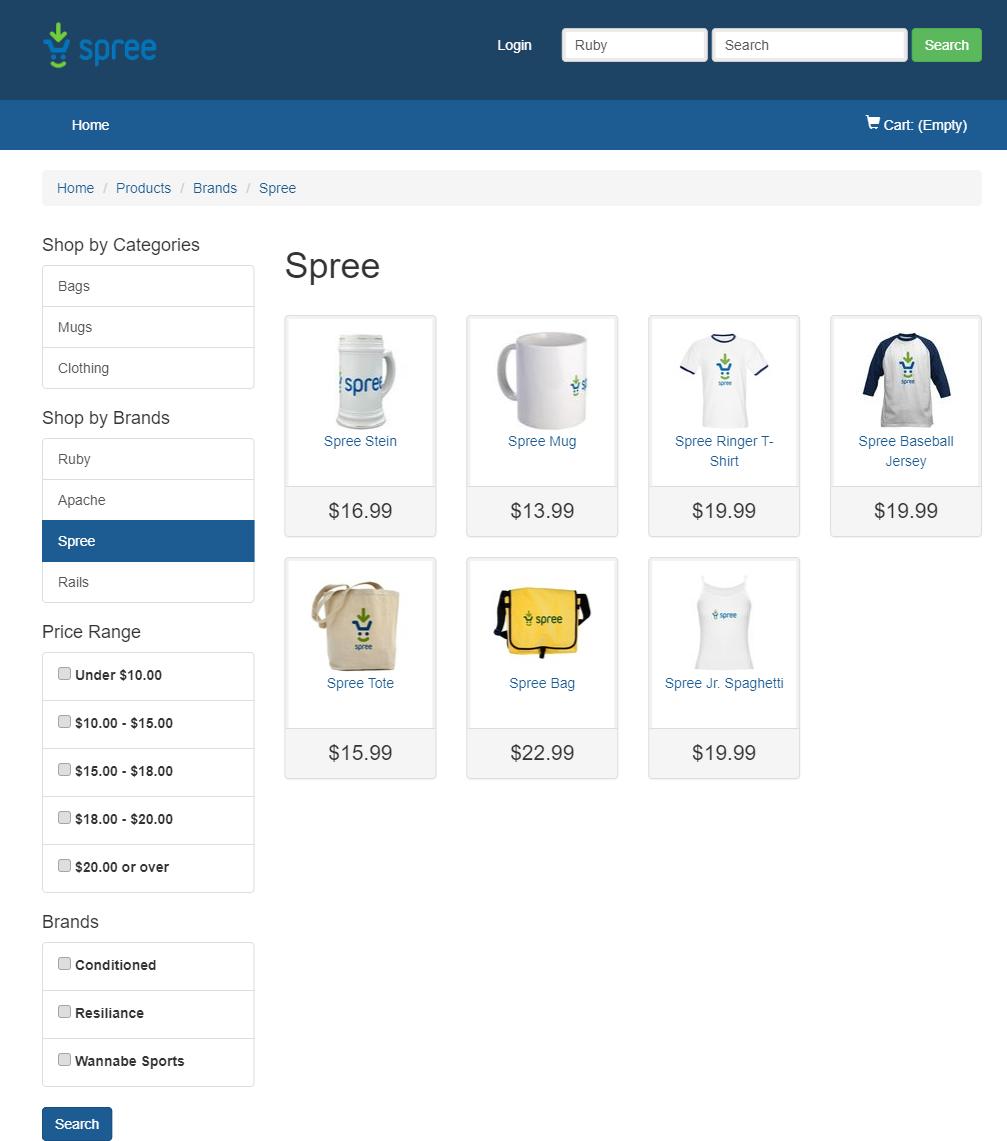 spree
Login
Ruby
Search
Search
Home
Cart: (Empty)
Home / Products / Brands / Spree
Shop by Categories
Bags
Mugs
Clothing
Shop by Brands
Ruby
Apache
Spree
Rails
Price Range
Under $10.00
$10.00 - $15.00
$15.00 - $18.00
$18.00 - $20.00
$20.00 or over
Brands
Conditioned
Resiliance
Wannabe Sports
Search
Spree
spree
Spree Stein
$16.99
sp
Spree Mug
$13.99
spree
Spree Ringer T-
Shirt
$19.99
spree
Spree Baseball
Jersey
$19.99
spree
Spree Tote
$15.99
spree
Spree Bag
$22.99
spree
Spree Jr. Spaghetti
$19.99